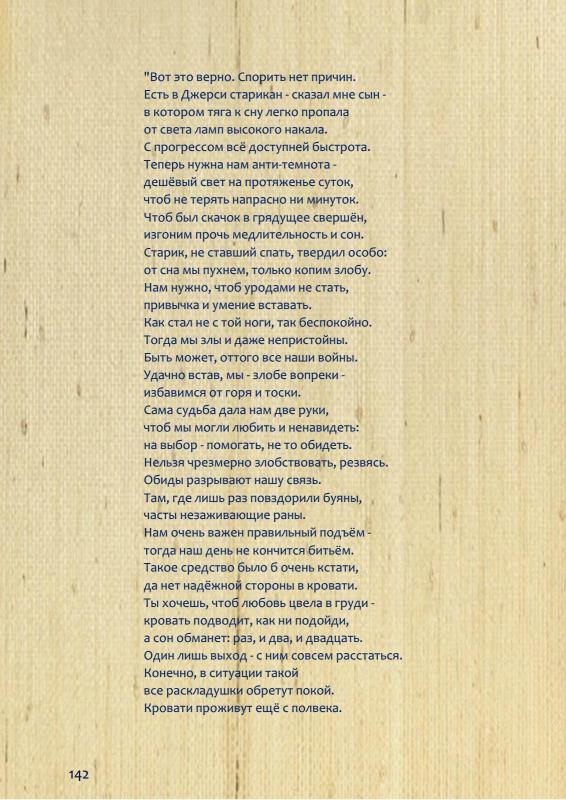 "Вот это верно. Спорить нет причин.
Есть в Джерси старикан - сказал мне сын -
в котором тяга к сну легко пропала
от света ламп высокого накала.
С прогрессом всё доступней быстрота.
Теперь нужна нам анти-темнота -
дешёвый свет на протяженье суток,
чтоб не терять напрасно ни минуток.
Чтоб был скачок в грядущее свершён,
изгоним прочь медлительность и сон.
Старик, не ставший спать, твердил особо:
от сна мы пухнем, только копим злобу.
Нам нужно, чтоб уродами не стать,
привычка и умение вставать.
Как стал не с той ноги, так беспокойно.
Тогда мы злы и даже непристойны.
Быть может, оттого все наши войны.
Удачно встав, мы - злобе вопреки -
избавимся от горя и тоски.
Сама судьба дала нам две руки,
чтоб мы могли любить и ненавидеть:
на выбор - помогать, не то обидеть.
Нельзя чрезмерно злобствовать, резвясь.
Обиды разрывают нашу связь.
Там, где лишь раз повздорили буяны,
часты незаживающие раны.
Нам очень важен правильный подъём -
тогда наш день не кончится битьём.
Такое средство было б очень кстати,
да нет надёжной стороны в кровати.
Ты хочешь, чтоб любовь цвела в груди -
кровать подводит, как ни подойди,
а сон обманет: раз, и два, и двадцать.
Один лишь выход - с ним совсем расстаться.
Конечно, в ситуации такой
все раскладушки обретут покой.
Кровати проживут ещё с полвека.
142